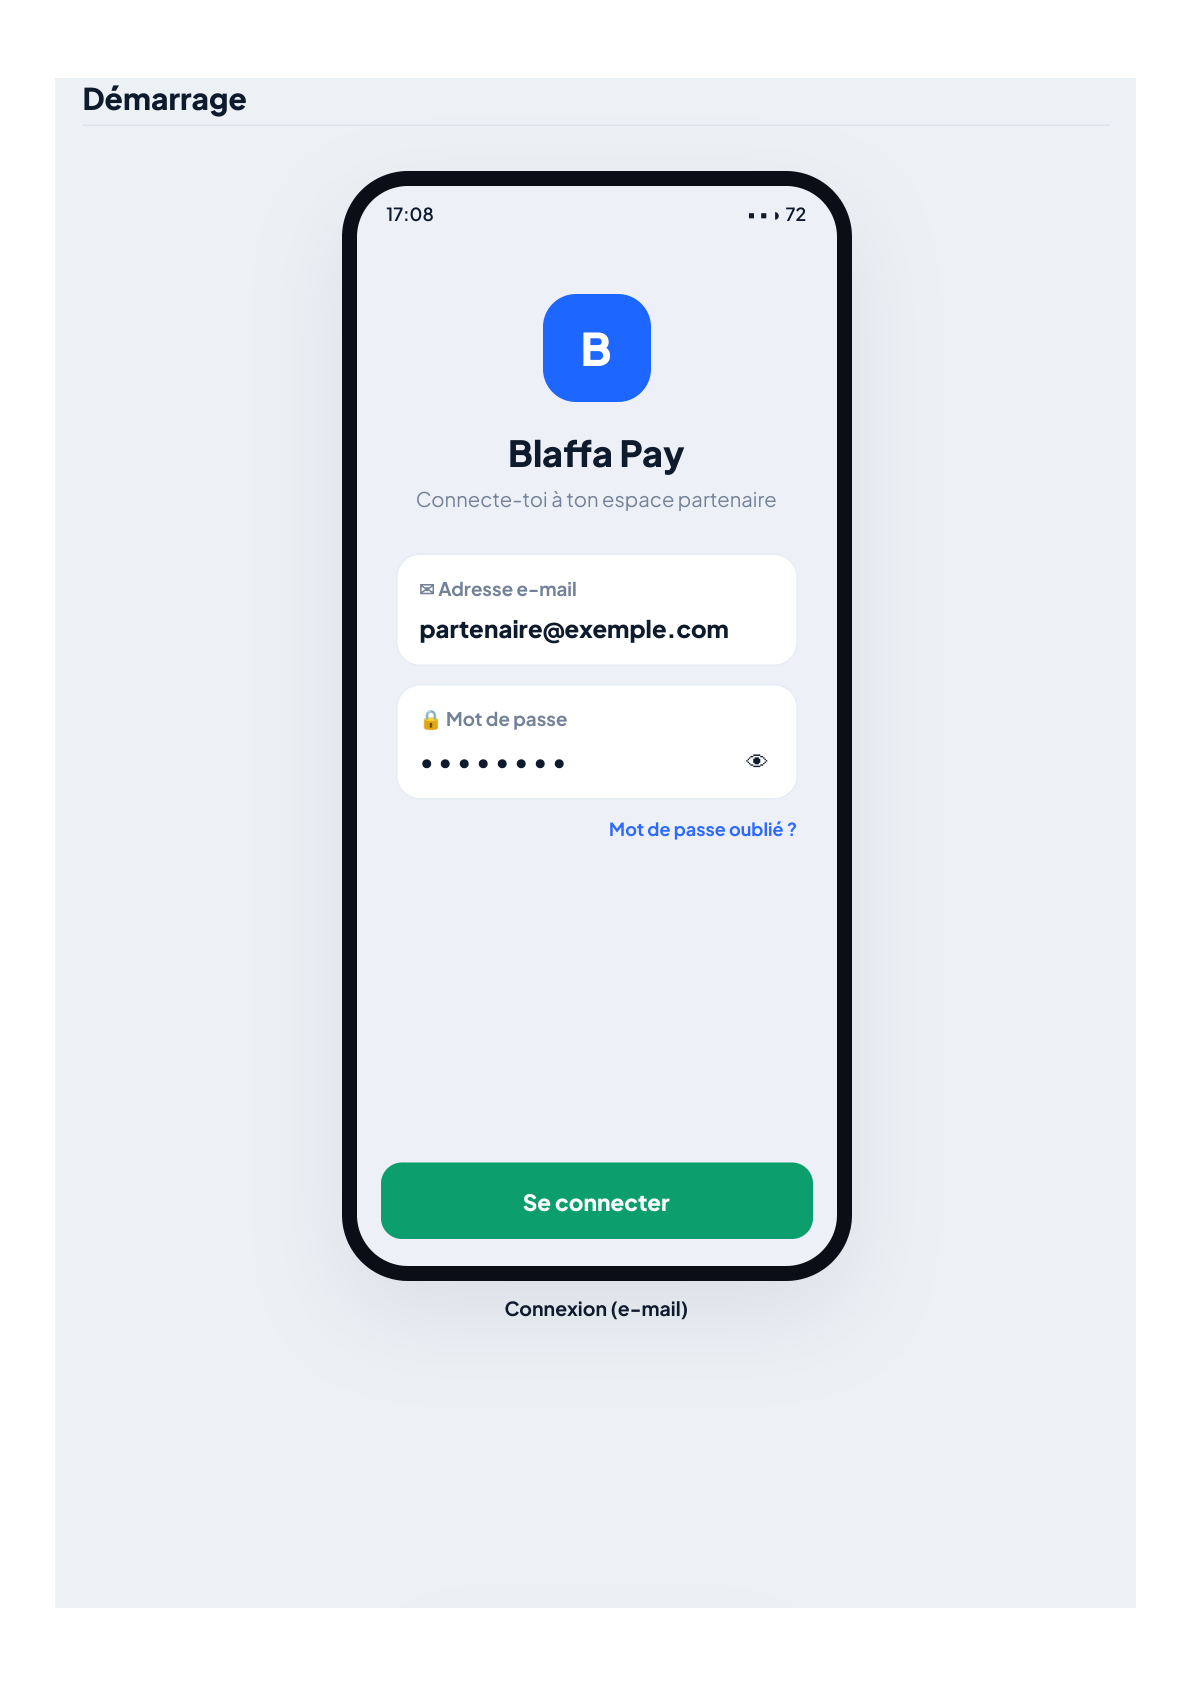 Démarrage
17:08
72
B
Blaffa Pay
Connecte-toi à ton espace partenaire
✉ Adresse e-mail
partenaire@exemple.com
🔒 Mot de passe
••••••••
Mot de passe oublié ?
Se connecter
Connexion (e-mail)